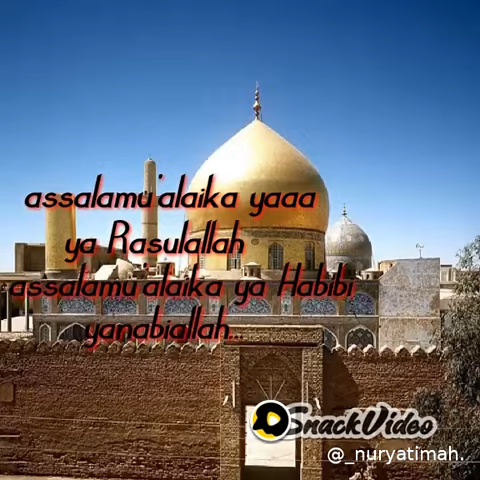 assalamu'alaika yaaa
ya Rasulallah
assalamu'alaika ya Habibi
yanabiallah..
SnackVideo
@_nuryatimah.